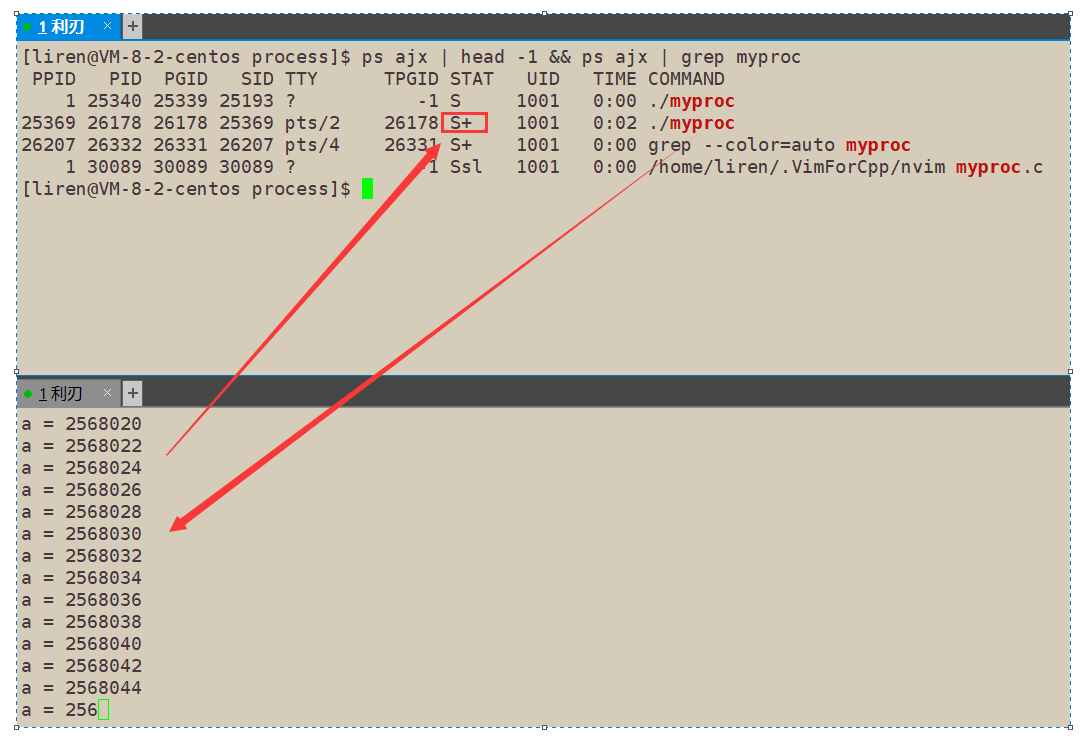 1 利刃 × +
[liren@VM-8-2-centos process]$ ps ajx | head -1 && ps ajx | grep myproc
 PPID   PID  PGID   SID TTY      TPGID STAT   UID   TIME COMMAND
    1 25340 25339 25193 ?           -1 S     1001   0:00 ./myproc
25369 26178 26178 25369 pts/2    26178 S+    1001   0:02 ./myproc
26207 26332 26331 26207 pts/4    26331 S+    1001   0:00 grep --color=auto myproc
    1 30089 30089 30089 ?           -1 Ssl   1001   0:00 /home/liren/.VimForCpp/nvim myproc.c
[liren@VM-8-2-centos process]$
1 利刃 × +
a = 2568020
a = 2568022
a = 2568024
a = 2568026
a = 2568028
a = 2568030
a = 2568032
a = 2568034
a = 2568036
a = 2568038
a = 2568040
a = 2568042
a = 2568044
a = 256